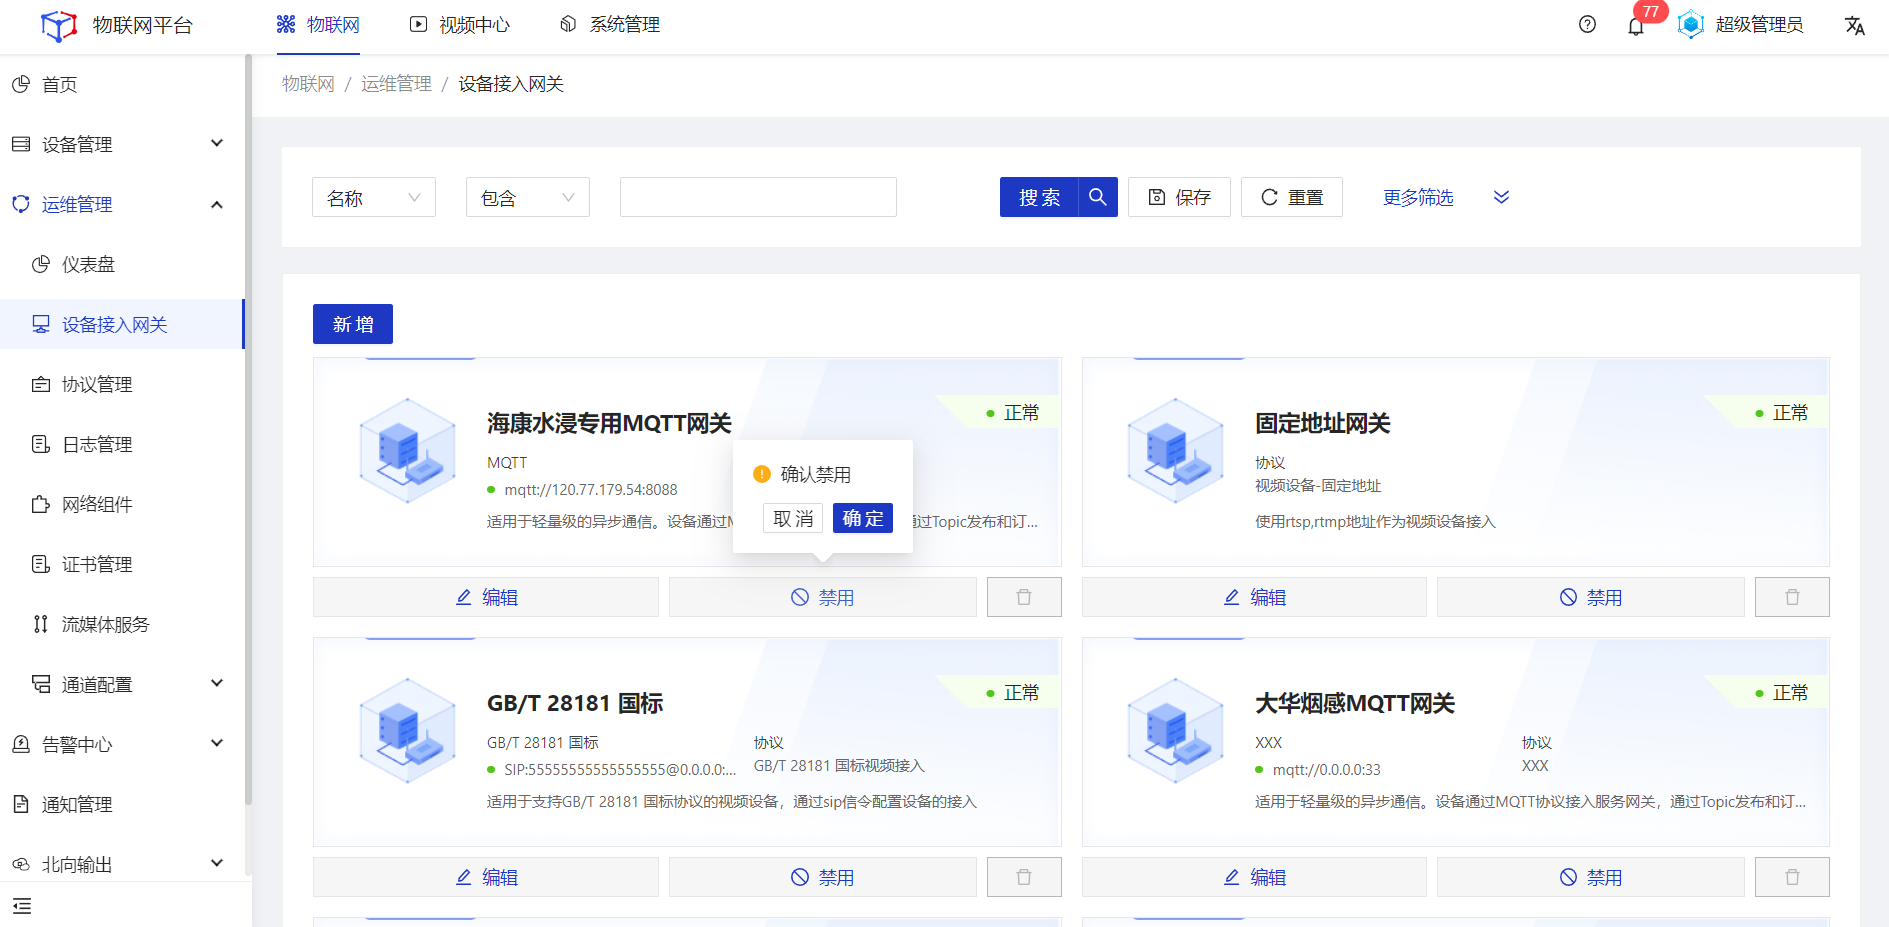 物联网平台
物联网
视频中心
系统管理
77
超级管理员
首页
设备管理
运维管理
仪表盘
设备接入网关
协议管理
日志管理
网络组件
证书管理
流媒体服务
通道配置
告警中心
通知管理
北向输出
物联网 / 运维管理 / 设备接入网关
名称
包含
搜索
保存
重置
更多筛选
新增
海康水浸专用MQTT网关
正常
MQTT
mqtt://120.77.179.54:8088
适用于轻量级的异步通信。设备通过M
过Topic发布和订...
确认禁用
取消
确定
编辑
禁用
固定地址网关
正常
协议
视频设备-固定地址
使用rtsp,rtmp地址作为视频设备接入
编辑
禁用
GB/T 28181 国标
正常
GB/T 28181 国标
SIP:55555555555555555@0.0.0.0:...
协议
GB/T 28181 国标视频接入
适用于支持GB/T 28181 国标协议的视频设备，通过sip信令配置设备的接入
编辑
禁用
大华烟感MQTT网关
正常
XXX
mqtt://0.0.0.0:33
协议
XXX
适用于轻量级的异步通信。设备通过MQTT协议接入服务网关，通过Topic发布和订...
编辑
禁用